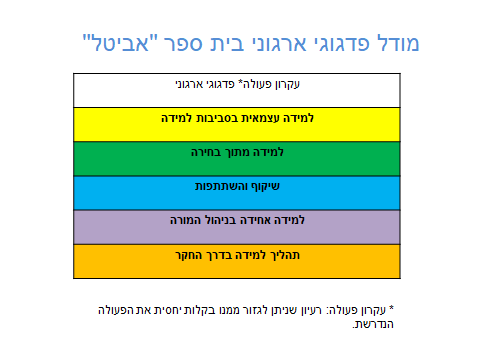 מודל פדגוגי ארגוני בית ספר "אביטל"
עקרון פעולה* פדגוגי ארגוני
למידה עצמאית בסביבות למידה
למידה מתוך בחירה
שיקוף והשתתפות
למידה אחידה בניהול המורה
תהליך למידה בדרך החקר
* עקרון פעולה: רעיון שניתן לגזור ממנו בקלות יחסית את הפעולה
הנדרשת.